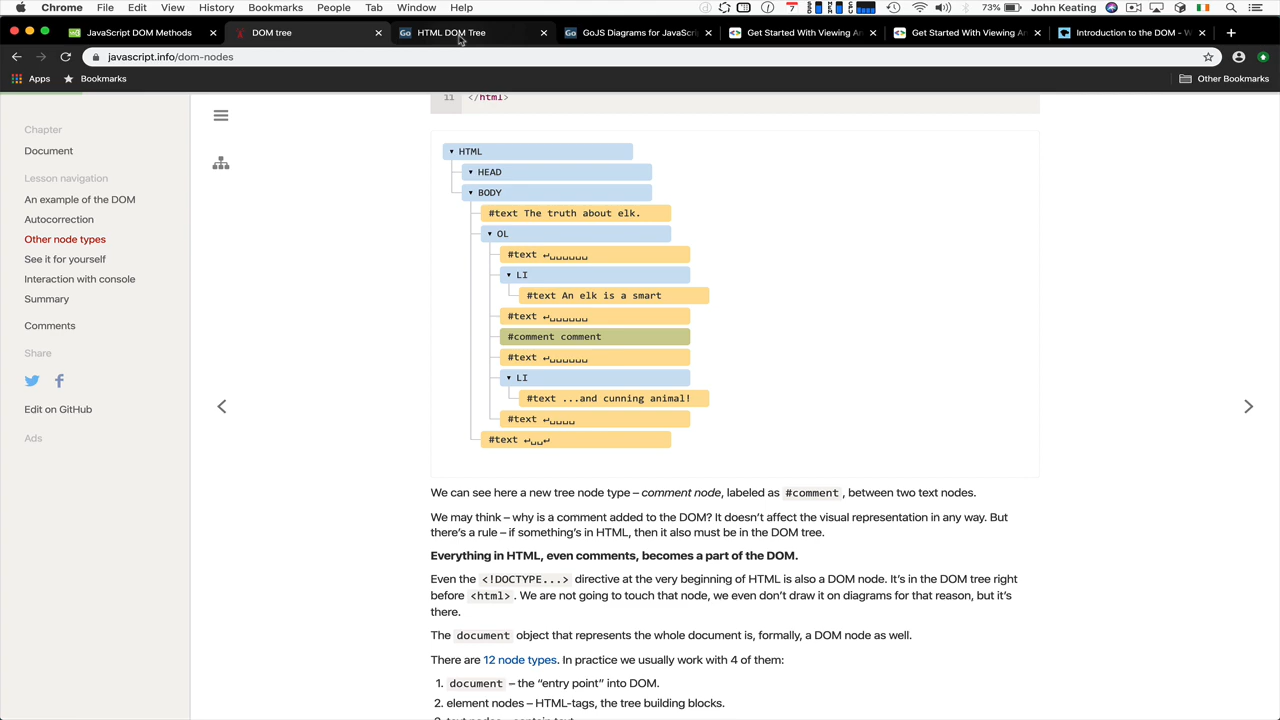 Chrome File Edit View History Bookmarks People Tab Window Help 73% John Keating
JavaScript DOM Methods
DOM tree
HTML DOM Tree
GoJS Diagrams for JavaScri
Get Started With Viewing An
Get Started With Viewing An
Introduction to the DOM - W
javascript.info/dom-nodes
Apps Bookmarks Other Bookmarks
Chapter
Document
Lesson navigation
An example of the DOM
Autocorrection
Other node types
See it for yourself
Interaction with console
Summary
Comments
Share
Edit on GitHub
Ads
11 </html>
▾ HTML
▾ HEAD
▾ BODY
#text The truth about elk.
▾ OL
#text ↵␣␣␣␣␣␣
▾ LI
#text An elk is a smart
#text ↵␣␣␣␣␣␣
#comment comment
#text ↵␣␣␣␣␣␣
▾ LI
#text ...and cunning animal!
#text ↵␣␣␣␣
#text ↵␣␣↵
We can see here a new tree node type – comment node, labeled as #comment, between two text nodes.
We may think – why is a comment added to the DOM? It doesn't affect the visual representation in any way. But
there's a rule – if something's in HTML, then it also must be in the DOM tree.
Everything in HTML, even comments, becomes a part of the DOM.
Even the <!DOCTYPE...> directive at the very beginning of HTML is also a DOM node. It's in the DOM tree right
before <html>. We are not going to touch that node, we even don't draw it on diagrams for that reason, but it's
there.
The document object that represents the whole document is, formally, a DOM node as well.
There are 12 node types. In practice we usually work with 4 of them:
1. document – the "entry point" into DOM.
2. element nodes – HTML-tags, the tree building blocks.